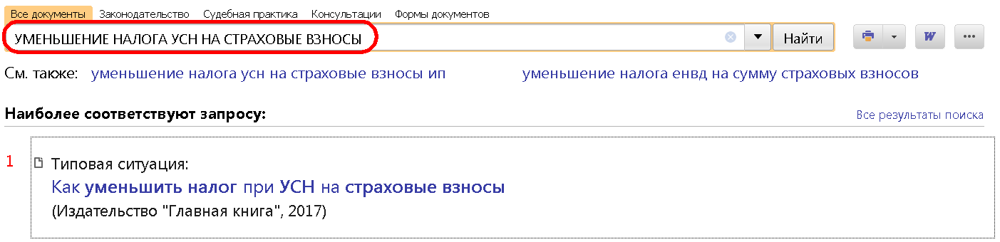 Все документы Законодательство Судебная практика Консультации Формы документов
УМЕНЬШЕНИЕ НАЛОГА УСН НА СТРАХОВЫЕ ВЗНОСЫ Найти W
См. также: уменьшение налога усн на страховые взносы ип уменьшение налога енвд на сумму страховых взносов
Наиболее соответствуют запросу: Все результаты поиска
1 Типовая ситуация:
Как уменьшить налог при УСН на страховые взносы
(Издательство "Главная книга", 2017)